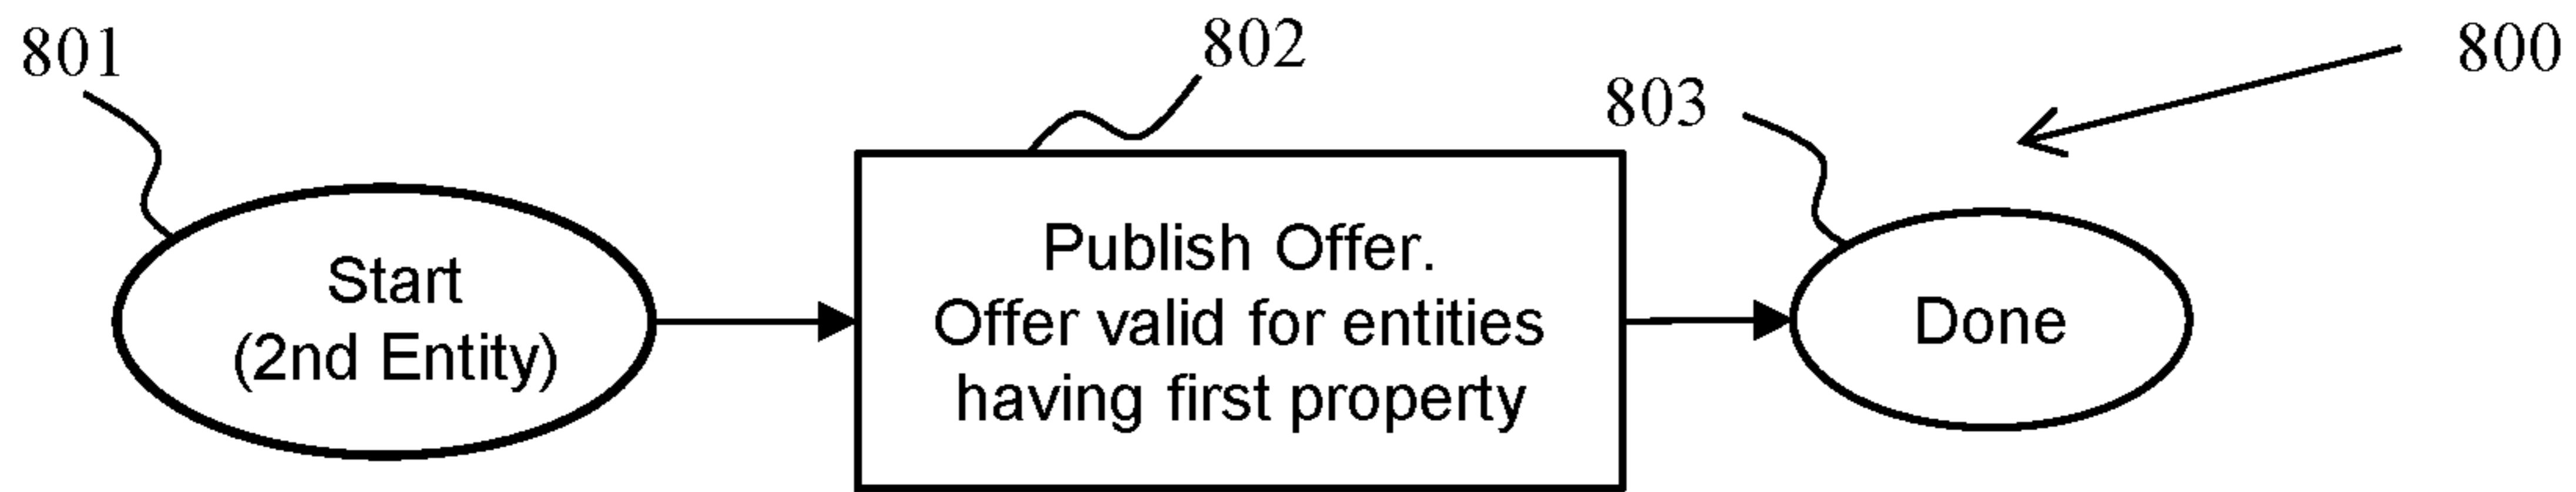 801
802
803
800
Start
(2nd Entity)
Publish Offer.
Offer valid for entities
having first property
Done